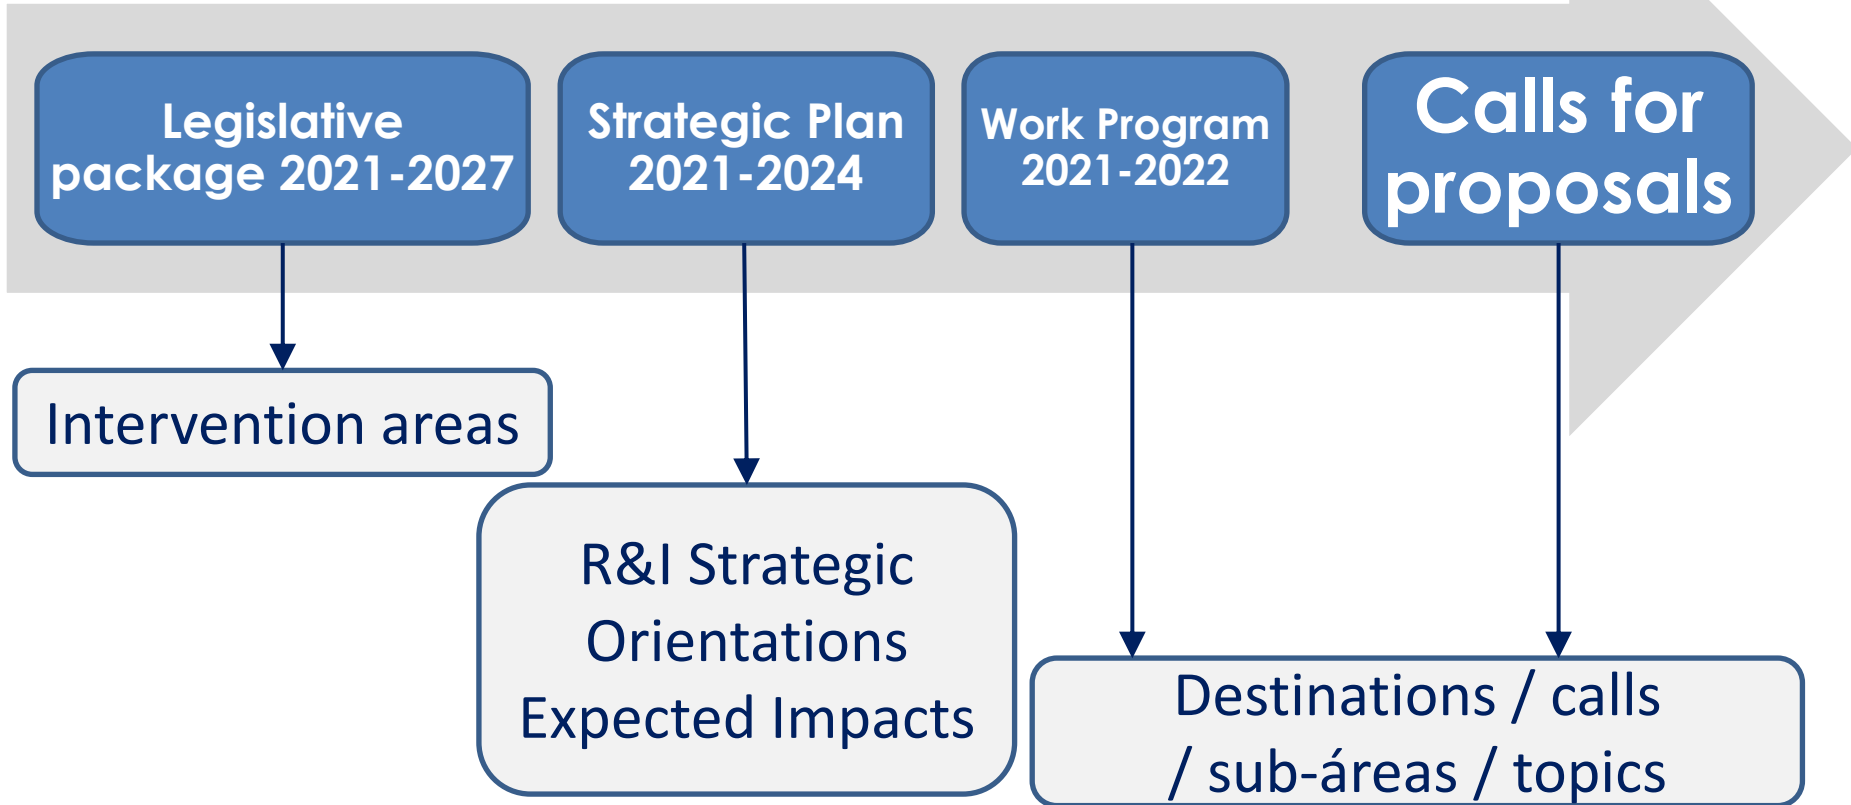 Legislative
package 2021-2027
Strategic Plan
2021-2024
Work Program
2021-2022
Calls for
proposals
Intervention areas
R&I Strategic
Orientations
Expected Impacts
Destinations / calls
/ sub-áreas / topics